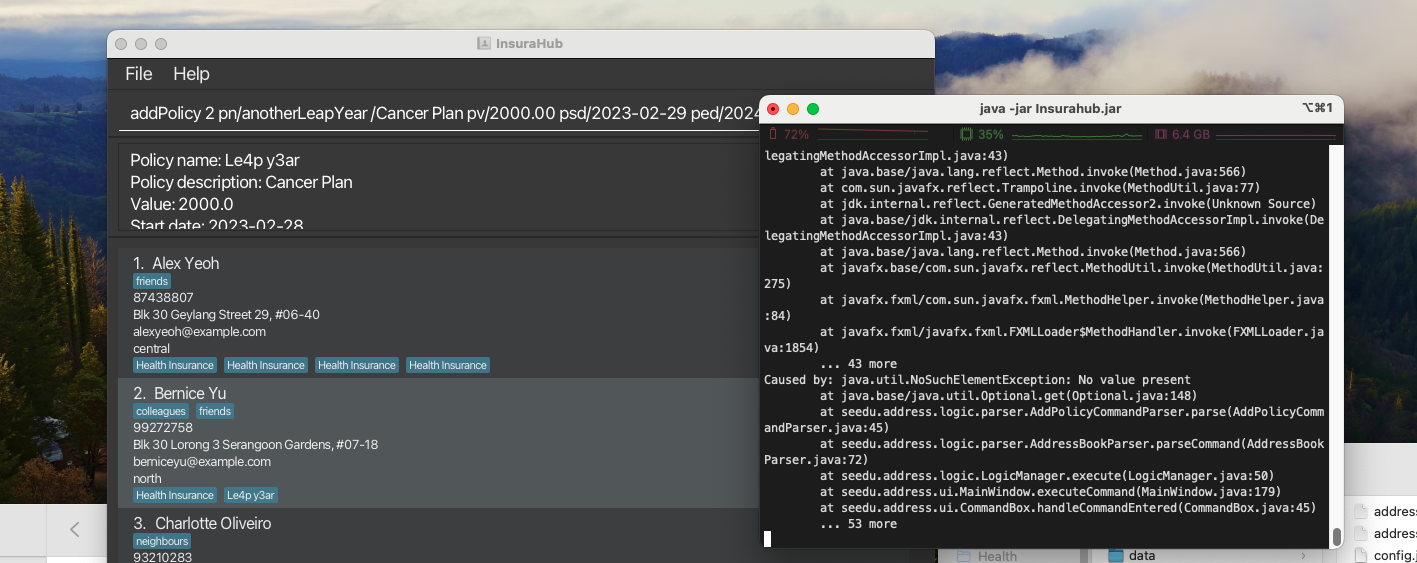 InsuraHub
File Help
addPolicy 2 pn/anotherLeapYear /Cancer Plan pv/2000.00 psd/2023-02-29 ped/2024
Policy name: Le4p y3ar
Policy description: Cancer Plan
Value: 2000.0
Start date: 2023-02-28
1. Alex Yeoh
friends
87438807
Blk 30 Geylang Street 29, #06-40
alexyeoh@example.com
central
Health Insurance Health Insurance Health Insurance Health Insurance
2. Bernice Yu
colleagues friends
99272758
Blk 30 Lorong 3 Serangoon Gardens, #07-18
berniceyu@example.com
north
Health Insurance Le4p y3ar
3. Charlotte Oliveiro
neighbours
93210283
java -jar Insurahub.jar
⌥⌘1
72% 35% 6.4 GB
legatingMethodAccessorImpl.java:43)
at java.base/java.lang.reflect.Method.invoke(Method.java:566)
at com.sun.javafx.reflect.Trampoline.invoke(MethodUtil.java:77)
at jdk.internal.reflect.GeneratedMethodAccessor2.invoke(Unknown Source)
at java.base/jdk.internal.reflect.DelegatingMethodAccessorImpl.invoke(De
legatingMethodAccessorImpl.java:43)
at java.base/java.lang.reflect.Method.invoke(Method.java:566)
at javafx.base/com.sun.javafx.reflect.MethodUtil.invoke(MethodUtil.java:
275)
at javafx.fxml/com.sun.javafx.fxml.MethodHelper.invoke(MethodHelper.java
:84)
at javafx.fxml/javafx.fxml.FXMLLoader$MethodHandler.invoke(FXMLLoader.ja
va:1854)
... 43 more
Caused by: java.util.NoSuchElementException: No value present
at java.base/java.util.Optional.get(Optional.java:148)
at seedu.address.logic.parser.AddPolicyCommandParser.parse(AddPolicyComm
andParser.java:45)
at seedu.address.logic.parser.AddressBookParser.parseCommand(AddressBook
Parser.java:72)
at seedu.address.logic.LogicManager.execute(LogicManager.java:50)
at seedu.address.ui.MainWindow.executeCommand(MainWindow.java:179)
at seedu.address.ui.CommandBox.handleCommandEntered(CommandBox.java:45)
... 53 more
Health
data
address
address
config.j